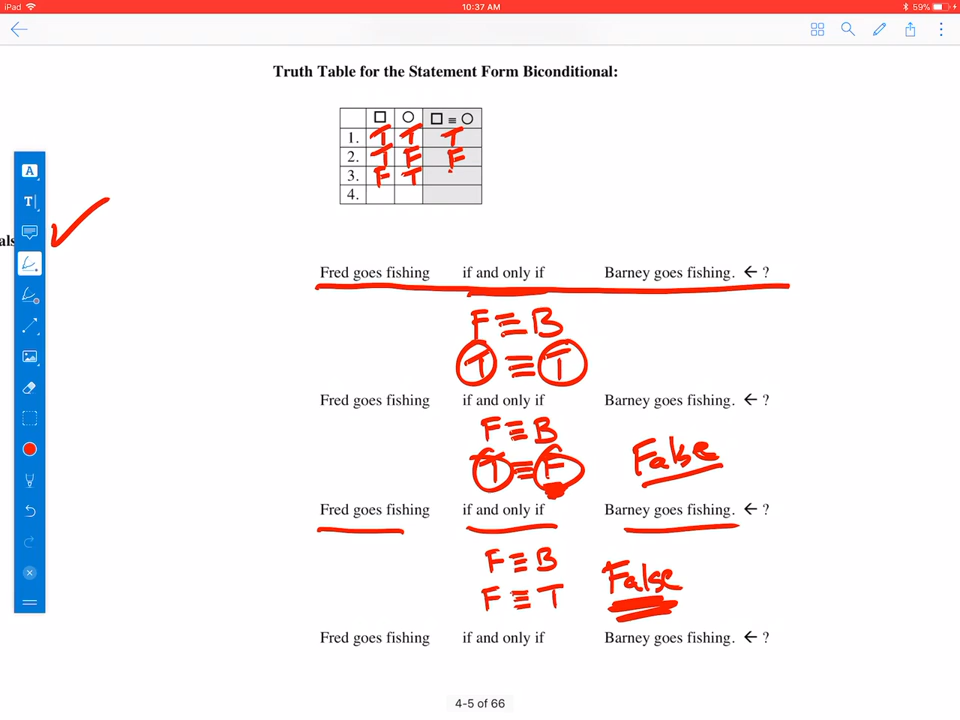 iPad 10:37 AM 59%
Truth Table for the Statement Form Biconditional:
□ ○ □ ≡ ○
1. T T T
2. T F F
3. F T
4.
als
Fred goes fishing if and only if Barney goes fishing. ← ?
F ≡ B
T ≡ T
Fred goes fishing if and only if Barney goes fishing. ← ?
F ≡ B
T ≡ F False
Fred goes fishing if and only if Barney goes fishing. ← ?
F ≡ B
F ≡ T False
Fred goes fishing if and only if Barney goes fishing. ← ?
4-5 of 66